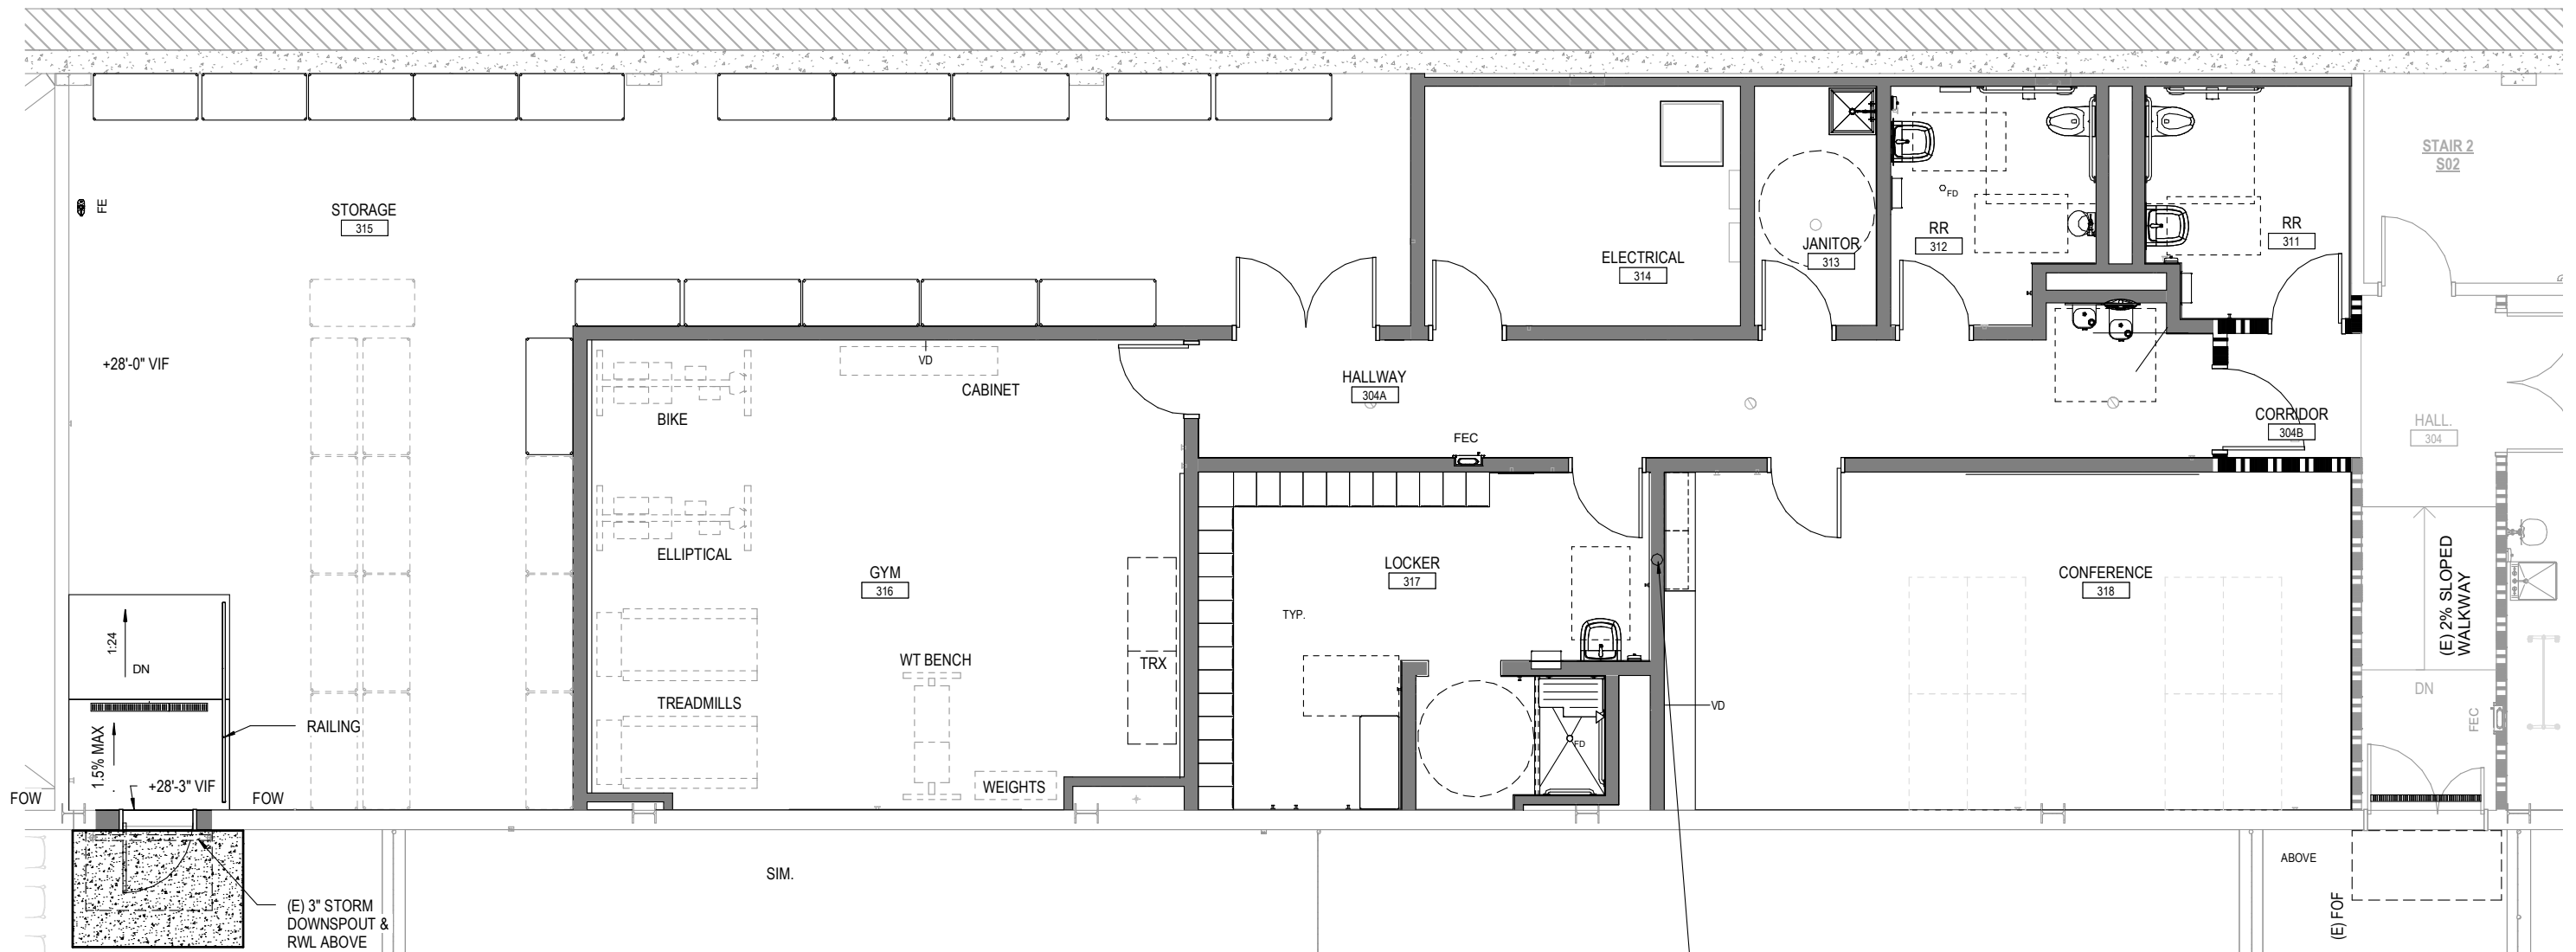 STAIR 2
S02
FE
STORAGE
315
ELECTRICAL
314
JANITOR
313
FD
RR
312
RR
311
+28'-0" VIF
VD
CABINET
BIKE
HALLWAY
304A
FEC
CORRIDOR
304B
HALL.
304
ELLIPTICAL
GYM
316
LOCKER
317
TYP.
CONFERENCE
318
(E) 2% SLOPED
WALKWAY
DN
FEC
1:24
DN
WT BENCH
TRX
TREADMILLS
VD
RAILING
1.5% MAX
+28'-3" VIF
FOW
FOW
WEIGHTS
FD
SIM.
ABOVE
(E) FOF
(E) 3" STORM
DOWNSPOUT &
RWL ABOVE